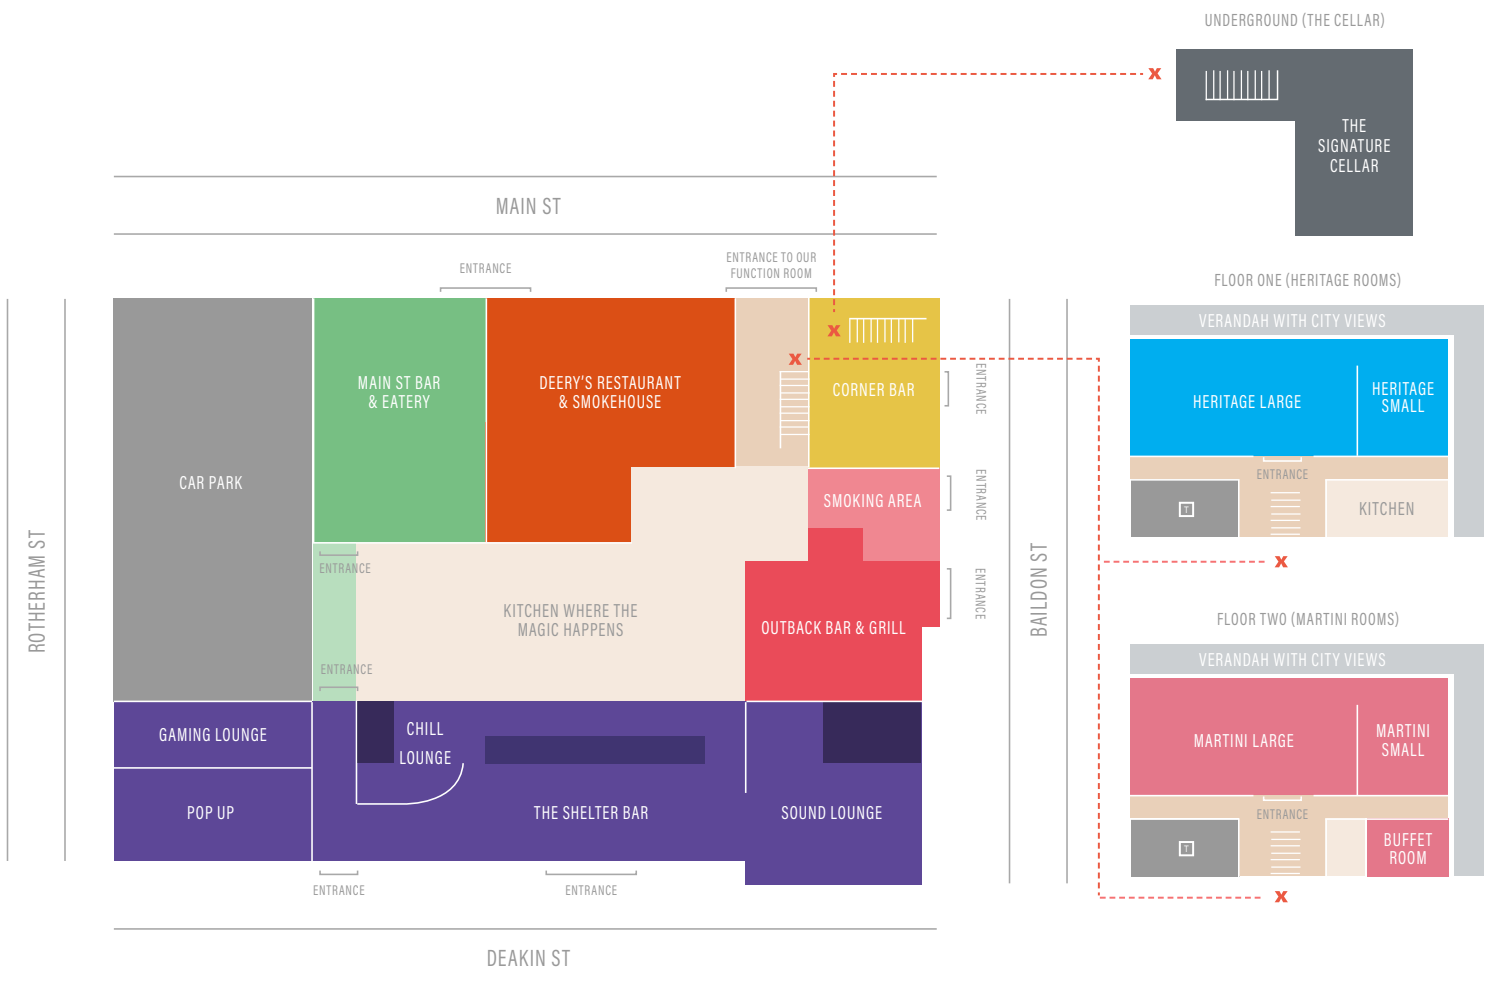 UNDERGROUND (THE CELLAR)
THE
SIGNATURE
CELLAR
MAIN ST
ENTRANCE
ENTRANCE TO OUR
FUNCTION ROOM
FLOOR ONE (HERITAGE ROOMS)
VERANDAH WITH CITY VIEWS
HERITAGE LARGE
HERITAGE
SMALL
ENTRANCE
T
KITCHEN
MAIN ST BAR
& EATERY
DEERY'S RESTAURANT
& SMOKEHOUSE
CORNER BAR
ENTRANCE
CAR PARK
SMOKING AREA
ENTRANCE
ENTRANCE
KITCHEN WHERE THE
MAGIC HAPPENS
OUTBACK BAR & GRILL
ENTRANCE
ROTHERHAM ST
BAILDON ST
ENTRANCE
FLOOR TWO (MARTINI ROOMS)
VERANDAH WITH CITY VIEWS
MARTINI LARGE
MARTINI
SMALL
ENTRANCE
T
BUFFET
ROOM
GAMING LOUNGE
CHILL
LOUNGE
POP UP
THE SHELTER BAR
SOUND LOUNGE
ENTRANCE
ENTRANCE
DEAKIN ST